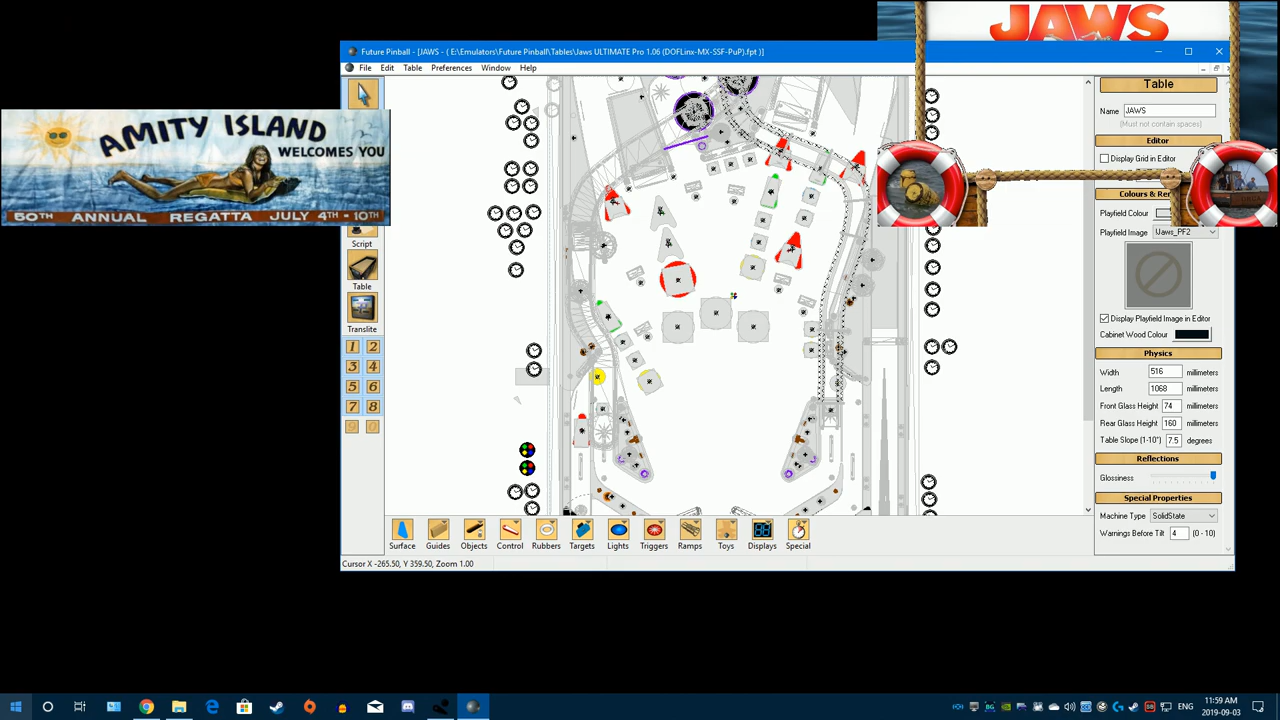 JAWS
Future Pinball - [JAWS - ( E:\Emulators\Future Pinball\Tables\Jaws ULTIMATE Pro 1.06 (DOFLinx-MX-SSF-PuP).fpt )]
File Edit Table Preferences Window Help
AMITY ISLAND
WELCOMES YOU
50TH ANNUAL REGATTA JULY 4TH - 10TH
Script
Table
Translite
1 2
3 4
5 6
7 8
9 0
Table
Name JAWS
(Must not contain spaces)
Editor
Display Grid in Editor
Colours & Re
Playfield Colour
Playfield Image !Jaws_PF2
Display Playfield Image in Editor
Cabinet Wood Colour
Physics
Width 516 millimeters
Length 1068 millimeters
Front Glass Height 74 millimeters
Rear Glass Height 160 millimeters
Table Slope (1-10°) 7.5 degrees
Reflections
Glossiness
Special Properties
Machine Type SolidState
Warnings Before Tilt 4 (0 - 10)
Surface Guides Objects Control Rubbers Targets Lights Triggers Ramps Toys Displays Special
Cursor X -265.50, Y 359.50, Zoom 1.00
ENG
11:59 AM
2019-09-03